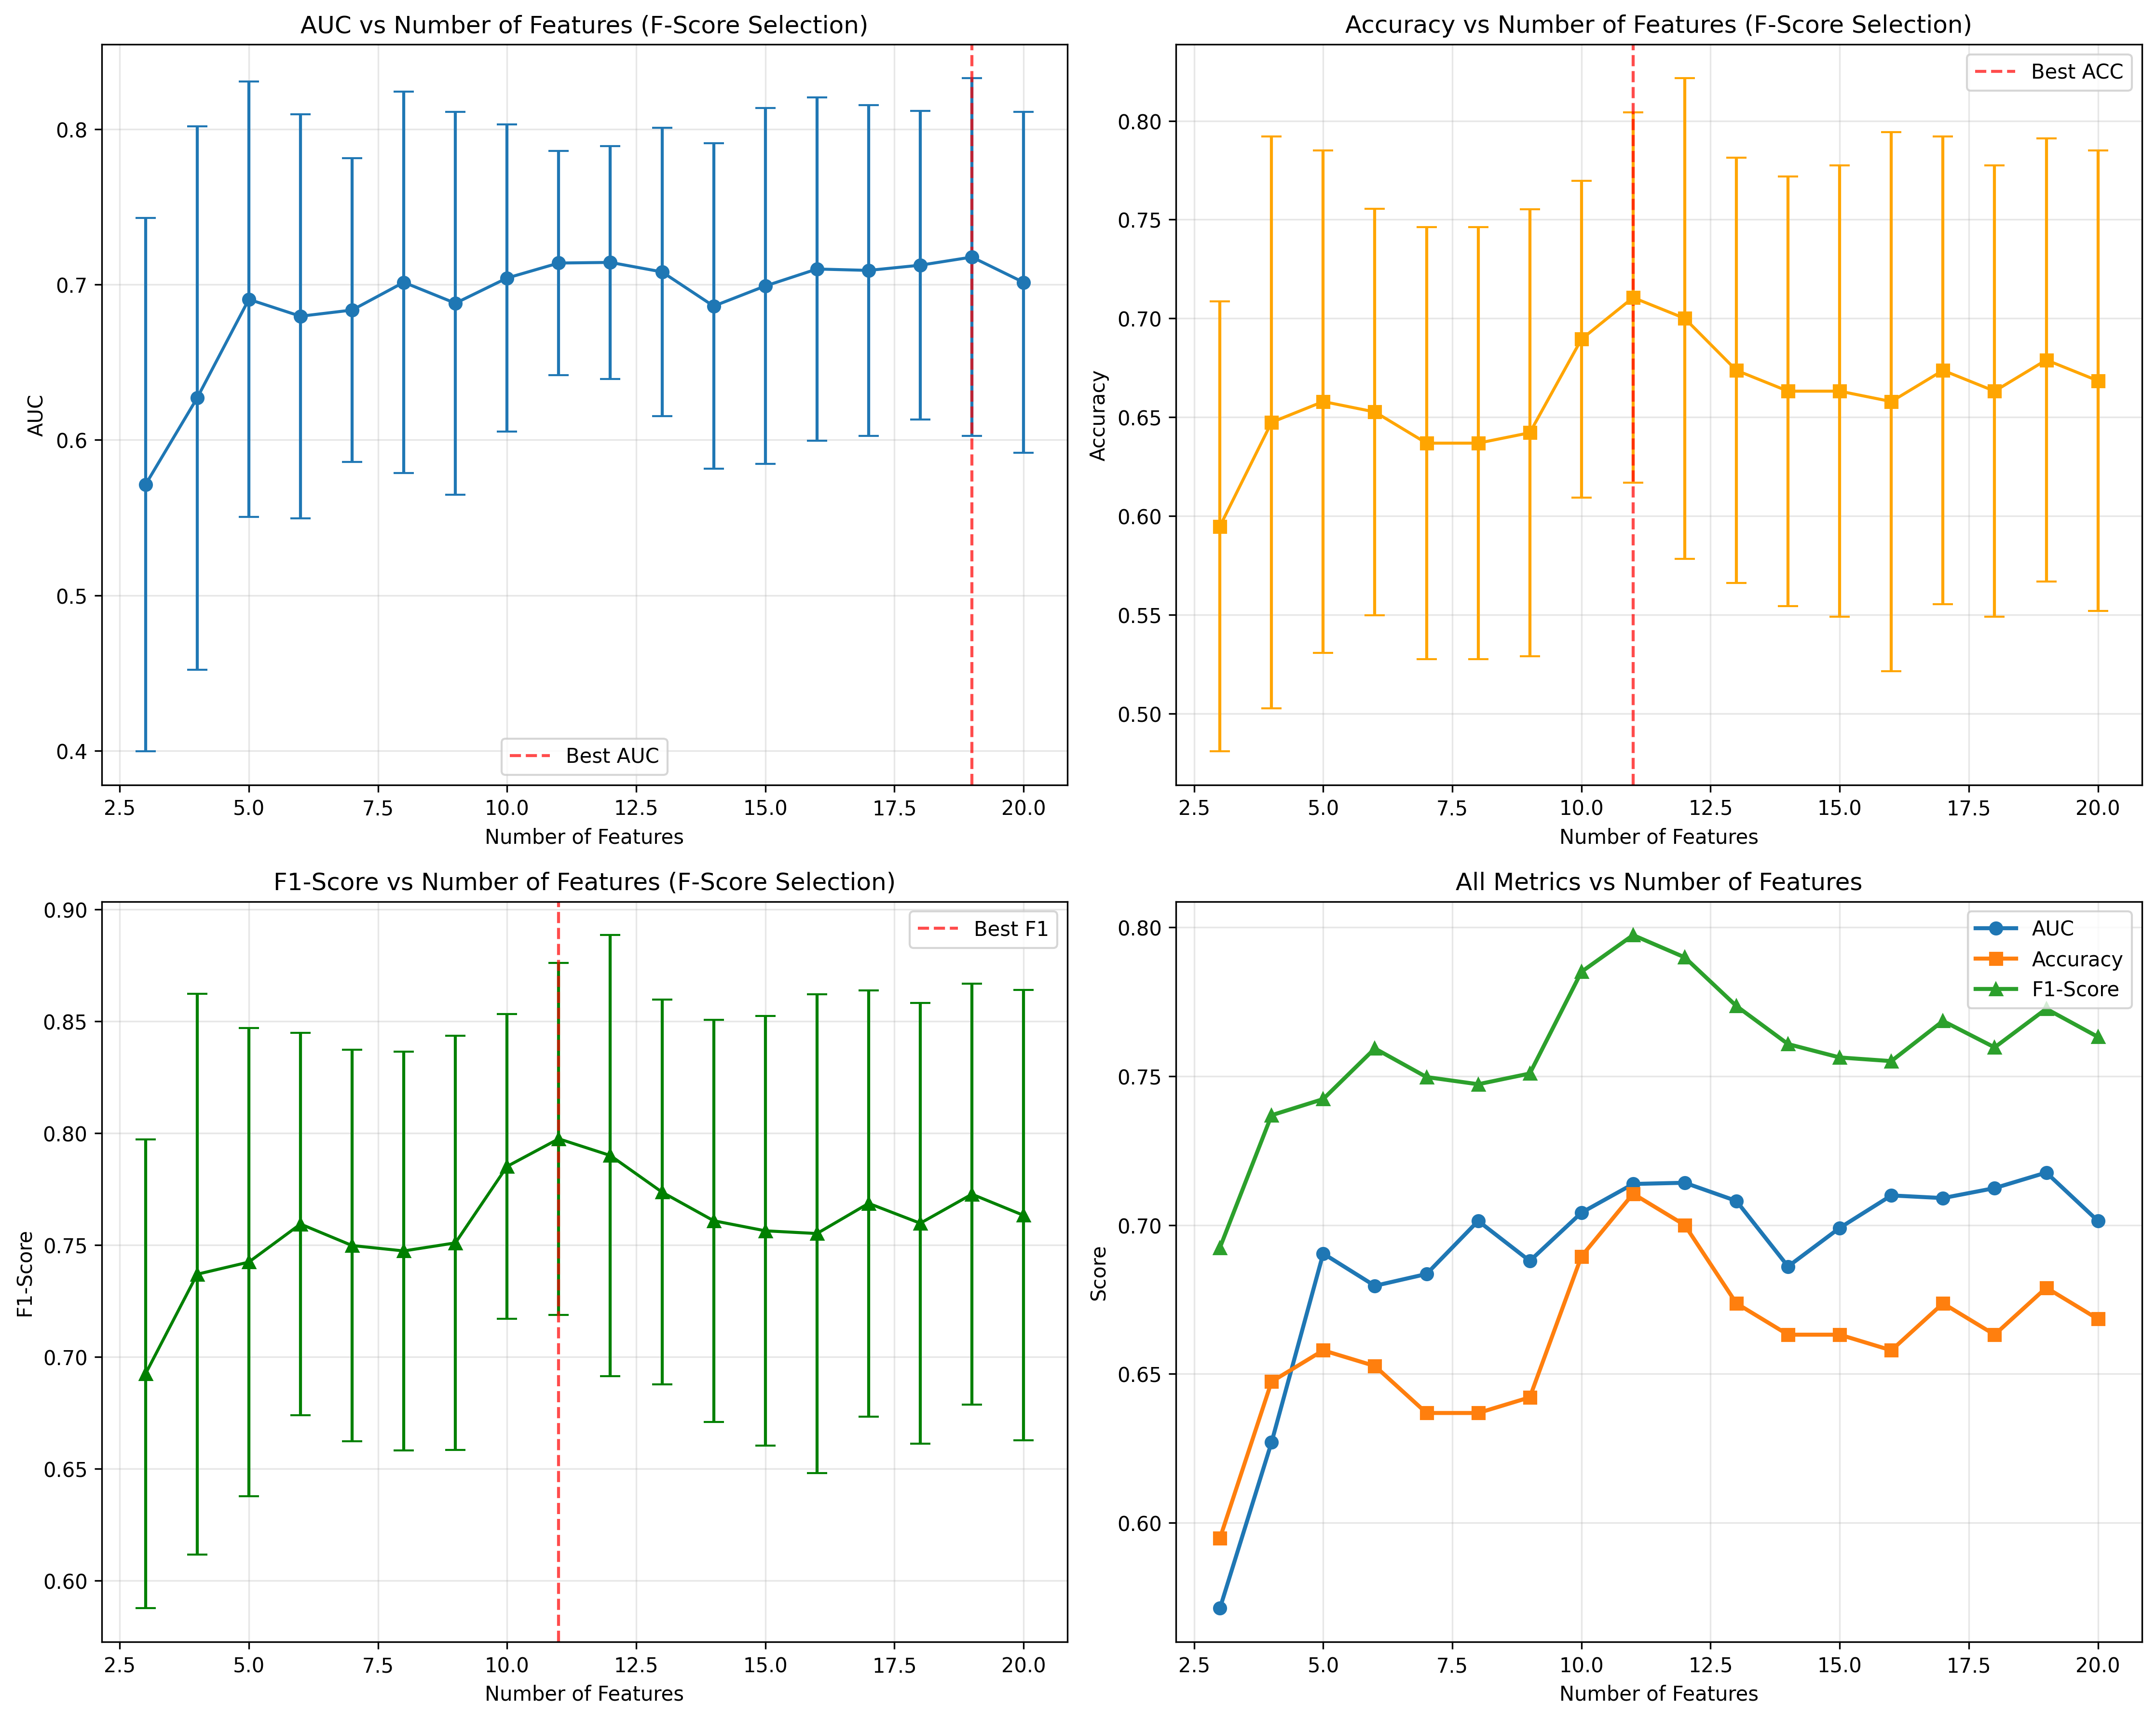 AUC vs Number of Features (F-Score Selection)
AUC
0.8
0.7
0.6
0.5
0.4
Best AUC
2.5 5.0 7.5 10.0 12.5 15.0 17.5 20.0
Number of Features
Accuracy vs Number of Features (F-Score Selection)
Accuracy
0.80
0.75
0.70
0.65
0.60
0.55
0.50
Best ACC
2.5 5.0 7.5 10.0 12.5 15.0 17.5 20.0
Number of Features
F1-Score vs Number of Features (F-Score Selection)
F1-Score
0.90
0.85
0.80
0.75
0.70
0.65
0.60
Best F1
2.5 5.0 7.5 10.0 12.5 15.0 17.5 20.0
Number of Features
All Metrics vs Number of Features
Score
0.80
0.75
0.70
0.65
0.60
AUC
Accuracy
F1-Score
2.5 5.0 7.5 10.0 12.5 15.0 17.5 20.0
Number of Features